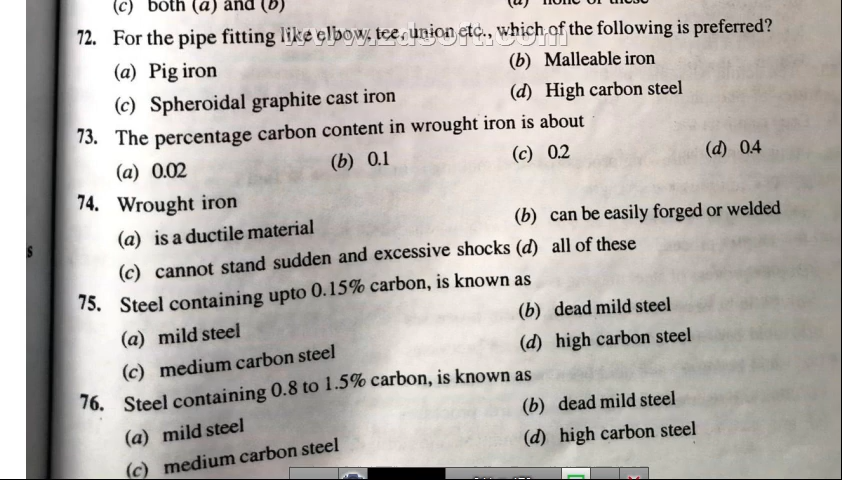 (c) both (a) and (b)
72. For the pipe fitting like elbow, tee, union etc., which of the following is preferred?
(a) Pig iron (b) Malleable iron
(c) Spheroidal graphite cast iron (d) High carbon steel
73. The percentage carbon content in wrought iron is about
(a) 0.02 (b) 0.1 (c) 0.2 (d) 0.4
74. Wrought iron
(a) is a ductile material (b) can be easily forged or welded
(c) cannot stand sudden and excessive shocks (d) all of these
75. Steel containing upto 0.15% carbon, is known as
(a) mild steel (b) dead mild steel
(c) medium carbon steel (d) high carbon steel
76. Steel containing 0.8 to 1.5% carbon, is known as
(a) mild steel (b) dead mild steel
(c) medium carbon steel (d) high carbon steel